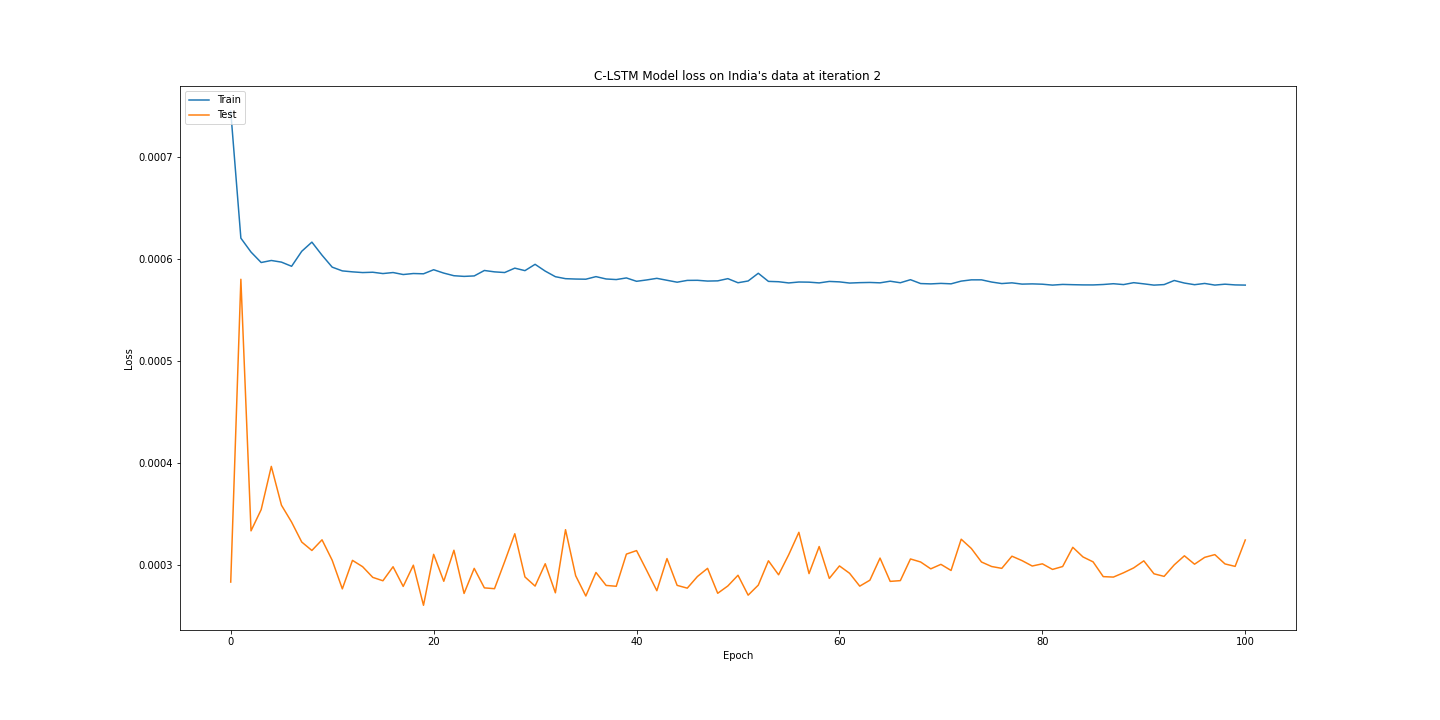 C-LSTM Model loss on India's data at iteration 2
Train
Test
0.0007
0.0006
0.0005
0.0004
0.0003
Loss
0 20 40 60 80 100
Epoch